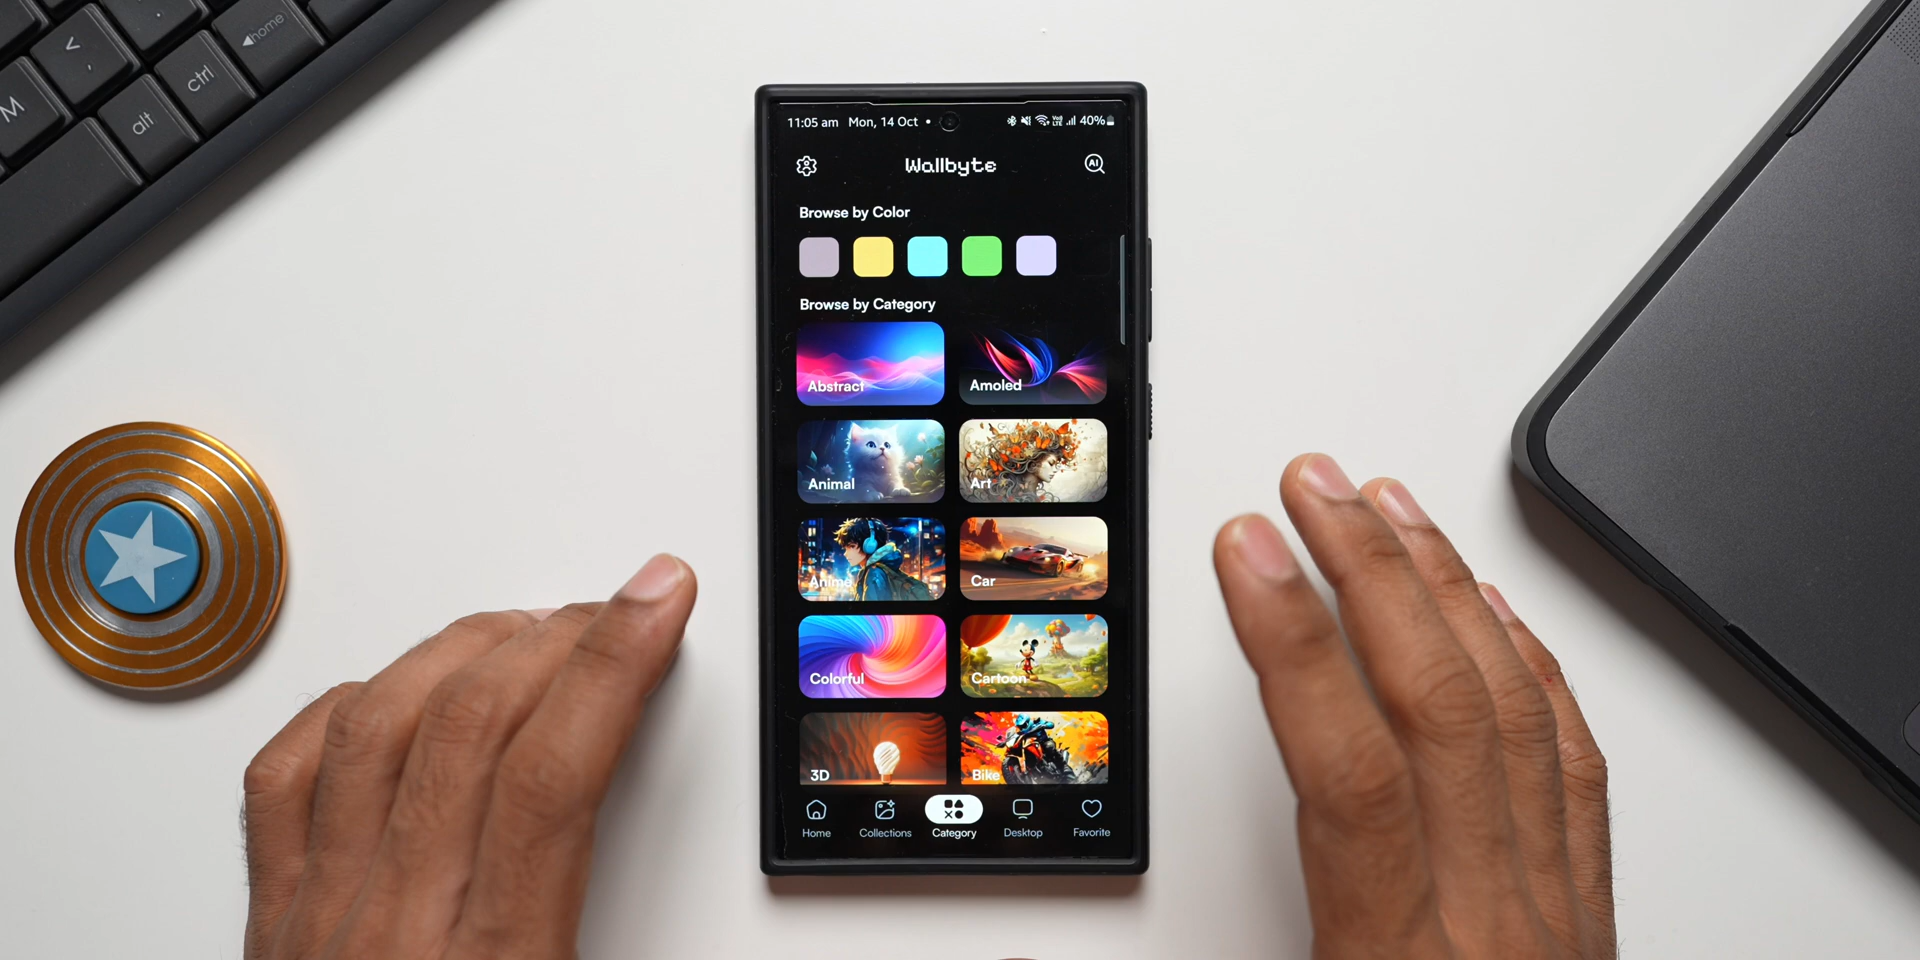 home
<
,
ctrl
M
alt
11:05 am Mon, 14 Oct • 40%
AI
Wallbyte
Browse by Color
Browse by Category
Abstract
Amoled
Animal
Art
Anime
Car
Colorful
Cartoon
3D
Bike
Home
Collections
Category
Desktop
Favorite